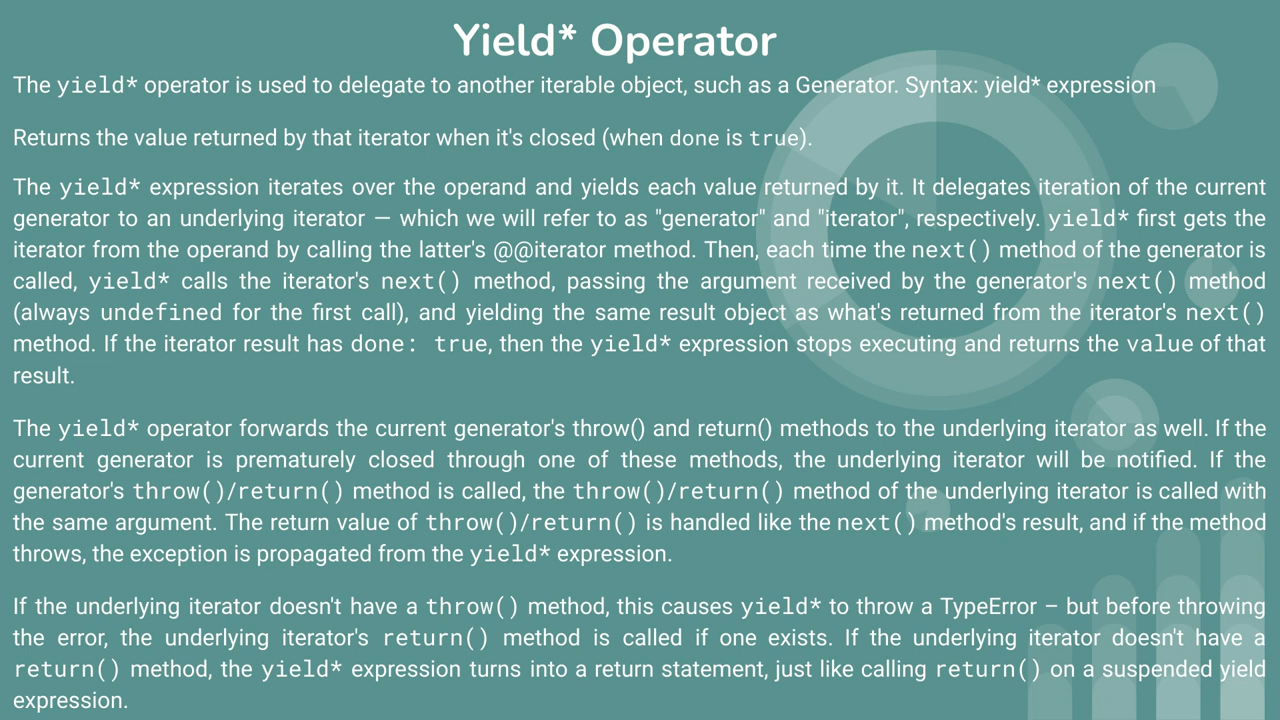 Yield* Operator
The yield* operator is used to delegate to another iterable object, such as a Generator. Syntax: yield* expression
Returns the value returned by that iterator when it's closed (when done is true).
The yield* expression iterates over the operand and yields each value returned by it. It delegates iteration of the current
generator to an underlying iterator — which we will refer to as "generator" and "iterator", respectively. yield* first gets the
iterator from the operand by calling the latter's @@iterator method. Then, each time the next() method of the generator is
called, yield* calls the iterator's next() method, passing the argument received by the generator's next() method
(always undefined for the first call), and yielding the same result object as what's returned from the iterator's next()
method. If the iterator result has done: true, then the yield* expression stops executing and returns the value of that
result.
The yield* operator forwards the current generator's throw() and return() methods to the underlying iterator as well. If the
current generator is prematurely closed through one of these methods, the underlying iterator will be notified. If the
generator's throw()/return() method is called, the throw()/return() method of the underlying iterator is called with
the same argument. The return value of throw()/return() is handled like the next() method's result, and if the method
throws, the exception is propagated from the yield* expression.
If the underlying iterator doesn't have a throw() method, this causes yield* to throw a TypeError – but before throwing
the error, the underlying iterator's return() method is called if one exists. If the underlying iterator doesn't have a
return() method, the yield* expression turns into a return statement, just like calling return() on a suspended yield
expression.